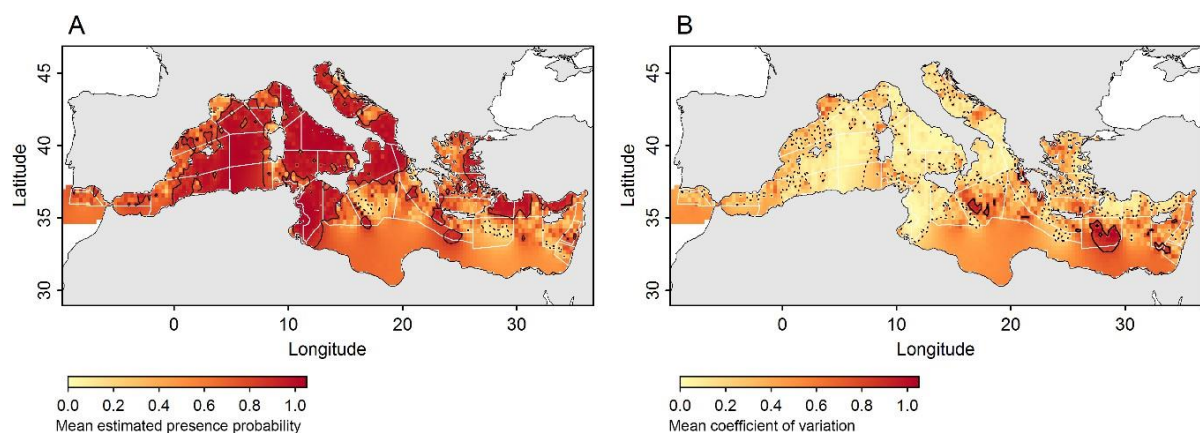 A
Latitude
45
40
35
30
0 10 20 30
Longitude
0.0 0.2 0.4 0.6 0.8 1.0
Mean estimated presence probability
B
Latitude
45
40
35
30
0 10 20 30
Longitude
0.0 0.2 0.4 0.6 0.8 1.0
Mean coefficient of variation